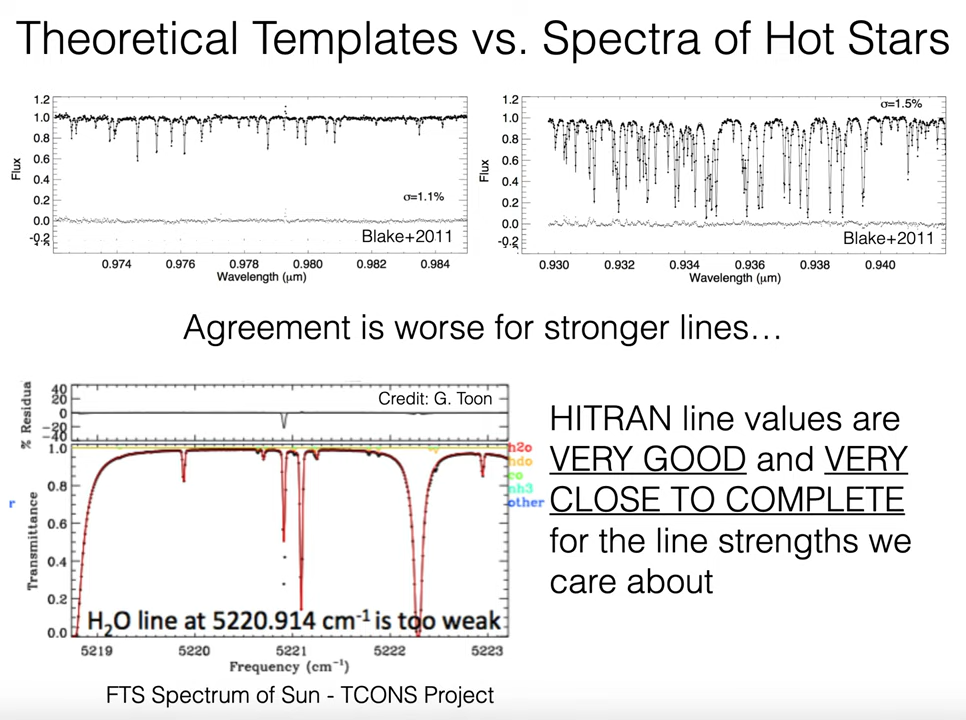 Theoretical Templates vs. Spectra of Hot Stars
1.2
1.0
0.8
0.6
0.4
0.2
0.0
-0.2
Flux
σ=1.1%
Blake+2011
0.974
0.976
0.978
0.980
0.982
0.984
Wavelength (μm)
1.2
1.0
0.8
0.6
0.4
0.2
0.0
-0.2
Flux
σ=1.5%
Blake+2011
0.930
0.932
0.934
0.936
0.938
0.940
Wavelength (μm)
Agreement is worse for stronger lines…
40
20
0
-20
-40
% Residua
Credit: G. Toon
1.0
0.8
0.6
0.4
0.2
0.0
Transmittance
r
h2o
hdo
co
nh3
other
H₂O line at 5220.914 cm⁻¹ is too weak
5219
5220
5221
5222
5223
Frequency (cm⁻¹)
FTS Spectrum of Sun - TCONS Project
HITRAN line values are
VERY GOOD and VERY
CLOSE TO COMPLETE
for the line strengths we
care about